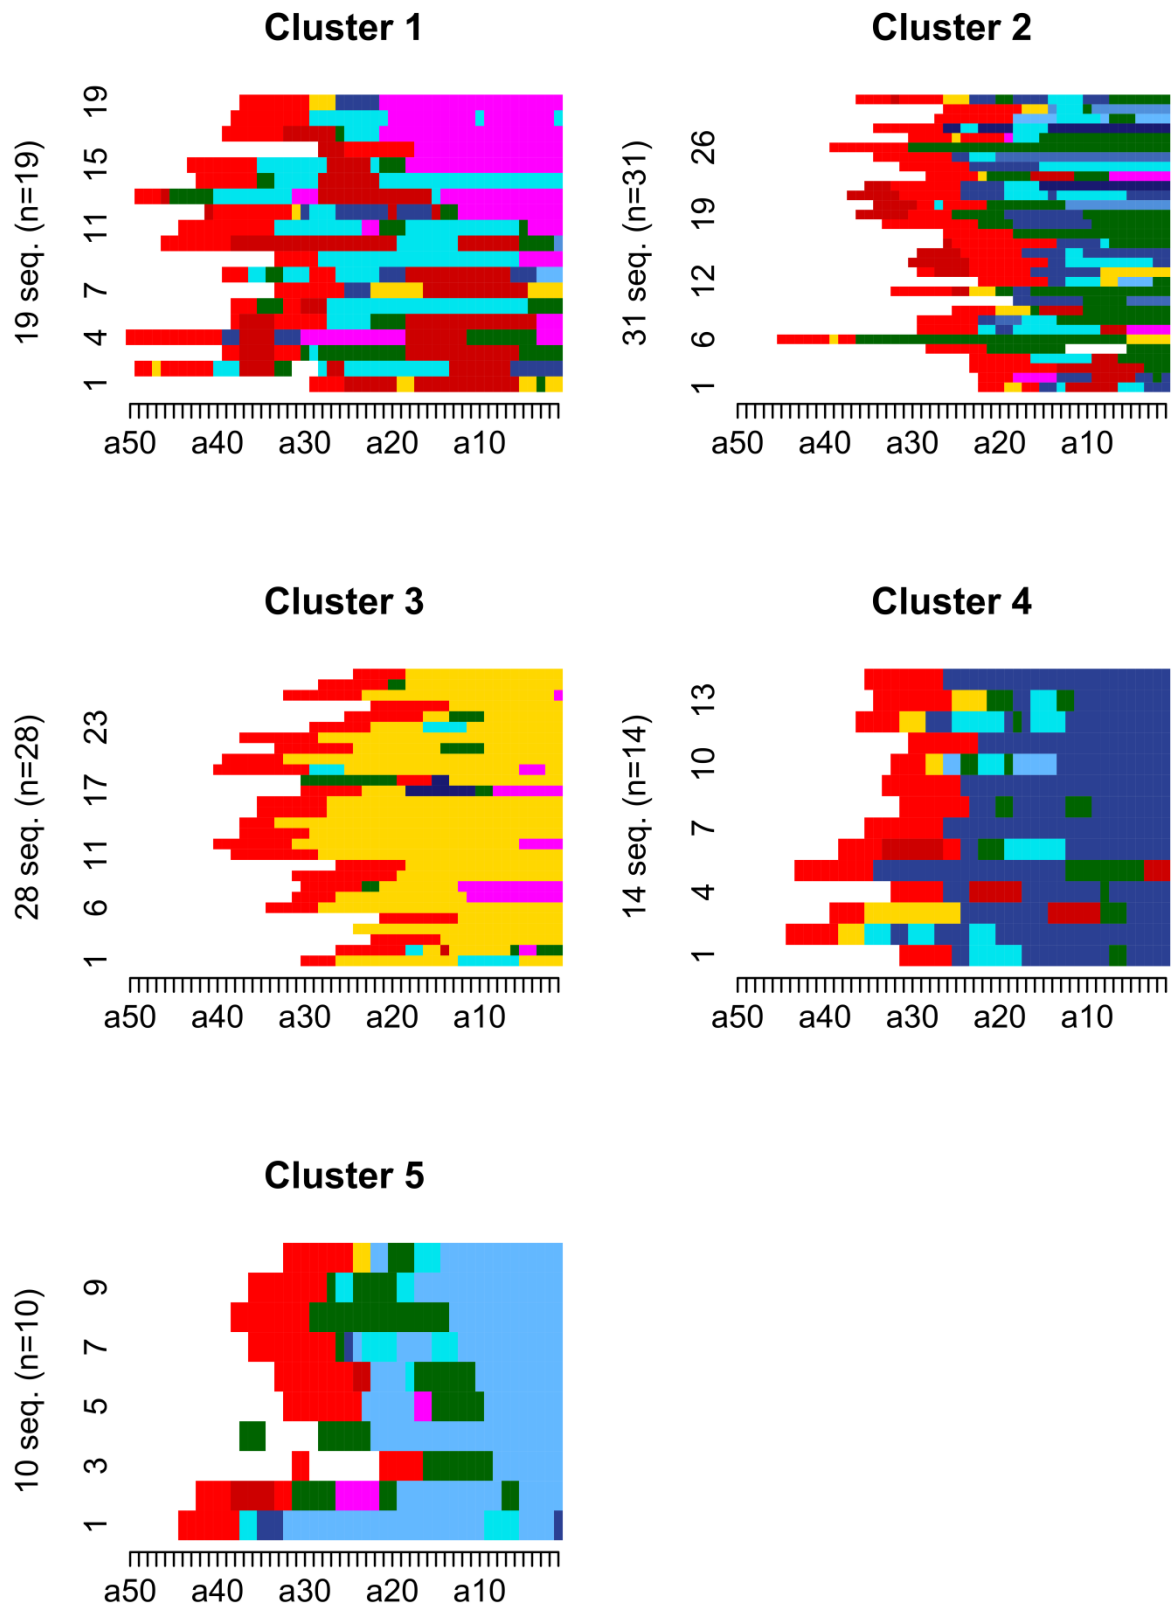 Cluster 1
19 seq. (n=19)
19
15
11
7
4
1
a50 a40 a30 a20 a10
Cluster 2
31 seq. (n=31)
26
19
12
6
1
a50 a40 a30 a20 a10
Cluster 3
28 seq. (n=28)
23
17
11
6
1
a50 a40 a30 a20 a10
Cluster 4
14 seq. (n=14)
13
10
7
4
1
a50 a40 a30 a20 a10
Cluster 5
10 seq. (n=10)
9
7
5
3
1
a50 a40 a30 a20 a10